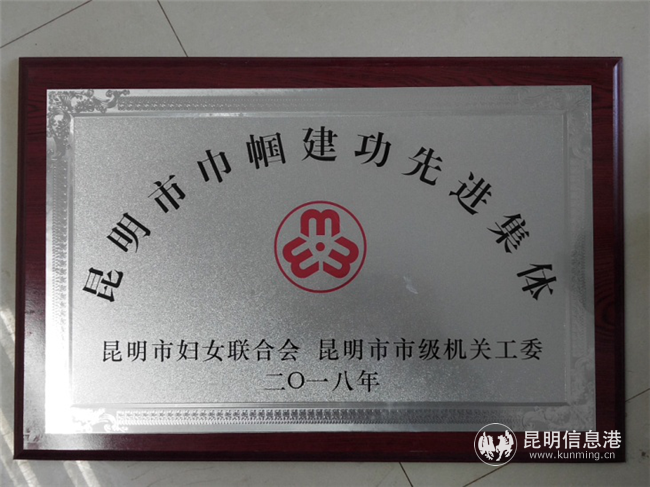 昆明市巾帼建功先进集体
昆明市妇女联合会 昆明市市级机关工委
二〇一八年
昆明信息港
www.kunming.cn